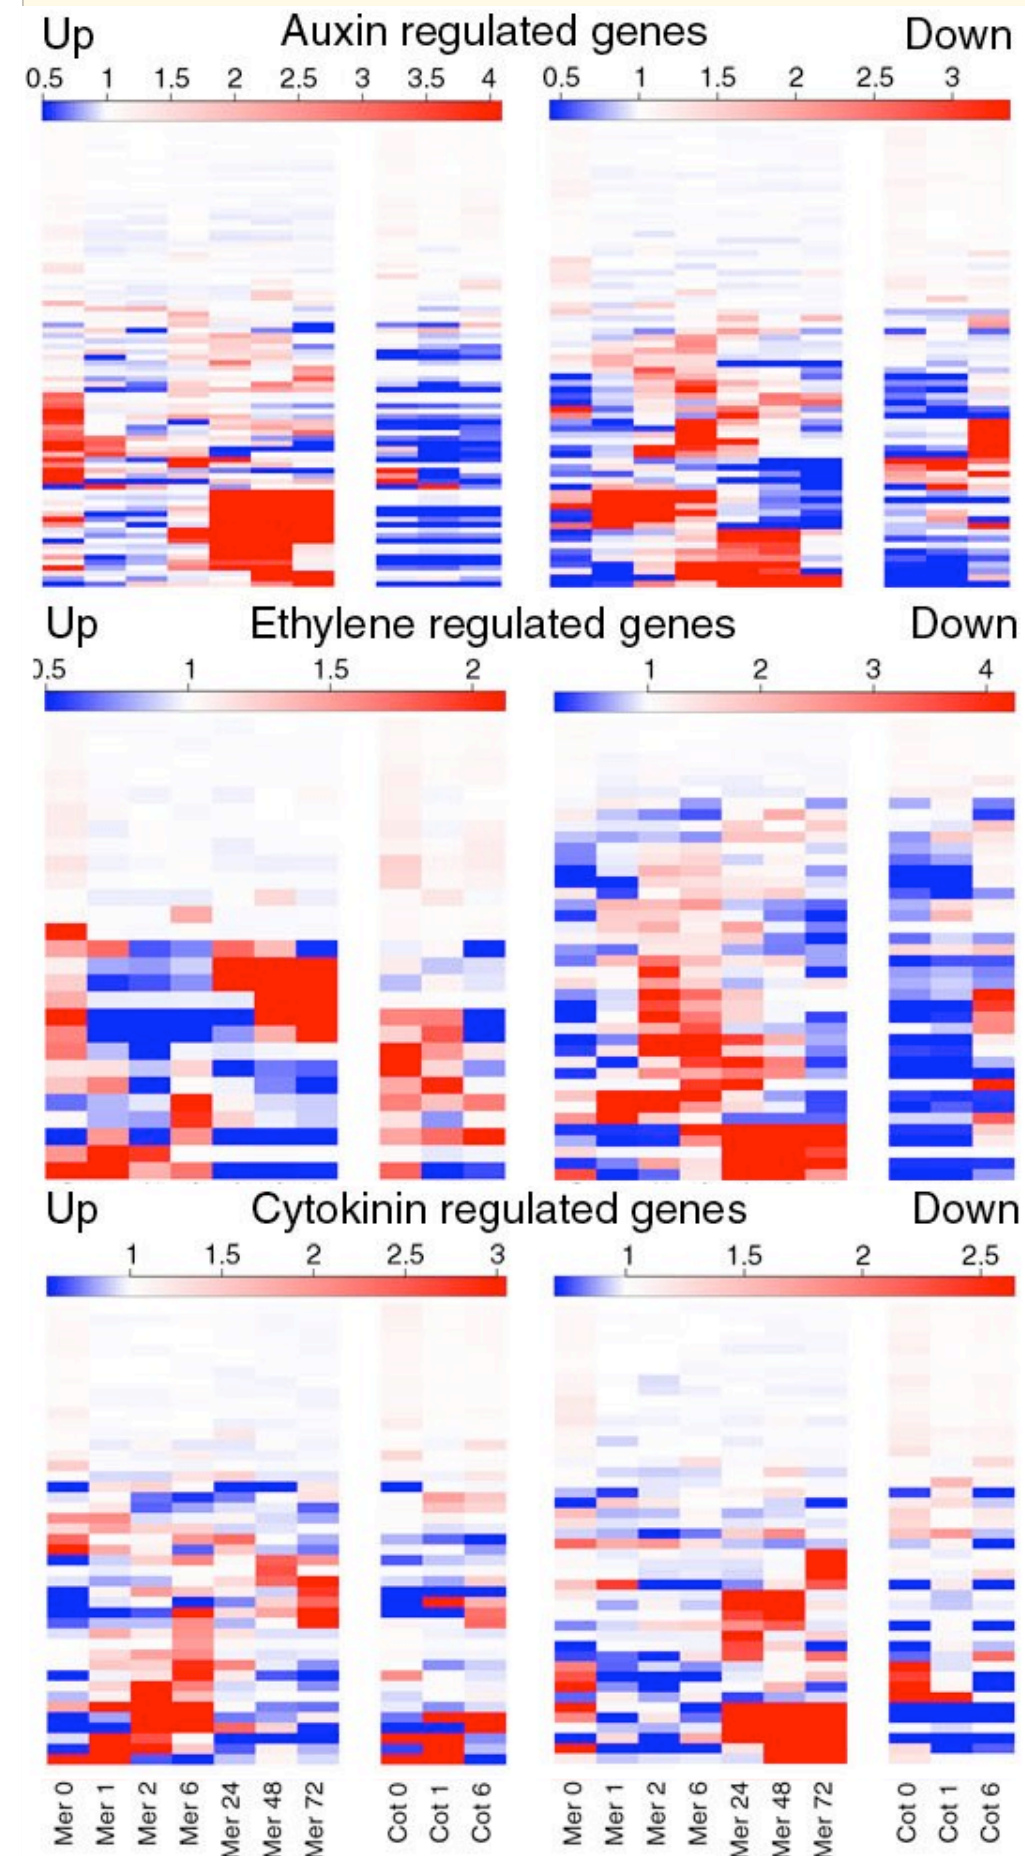 Up Auxin regulated genes Down
0.5 1 1.5 2 2.5 3 3.5 4 0.5 1 1.5 2 2.5 3
Up Ethylene regulated genes Down
0.5 1 1.5 2 1 2 3 4
Up Cytokinin regulated genes Down
1 1.5 2 2.5 3 1 1.5 2 2.5
Mer 0 Mer 1 Mer 2 Mer 6 Mer 24 Mer 48 Mer 72 Cot 0 Cot 1 Cot 6 Mer 0 Mer 1 Mer 2 Mer 6 Mer 24 Mer 48 Mer 72 Cot 0 Cot 1 Cot 6